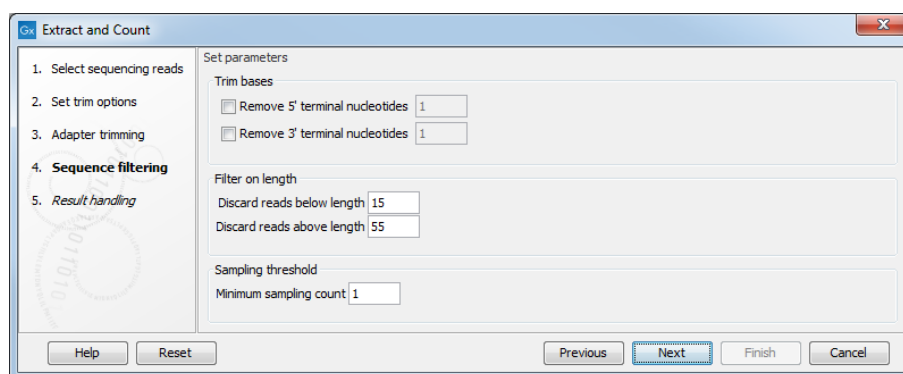 Gx Extract and Count
x
1. Select sequencing reads
2. Set trim options
3. Adapter trimming
4. Sequence filtering
5. Result handling
Set parameters
Trim bases
Remove 5' terminal nucleotides 1
Remove 3' terminal nucleotides 1
Filter on length
Discard reads below length 15
Discard reads above length 55
Sampling threshold
Minimum sampling count 1
Help Reset Previous Next Finish Cancel